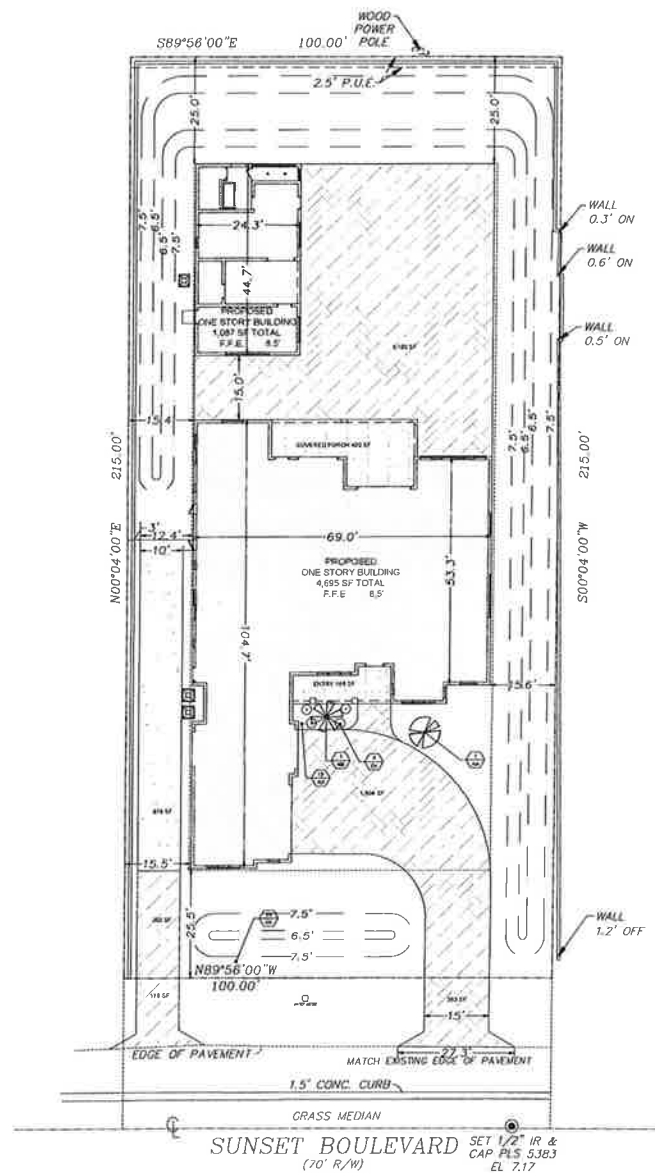 WOOD
POWER
POLE
S89°56'00"E 100.00'
2.5' P.U.E.
25.0'
25.0'
7.5'
6.5'
6.5'
7.5'
24.3'
44.7'
PROPOSED
ONE STORY BUILDING
1,087 SF TOTAL
F.F.E 8.5'
15.0'
WALL
0.3' ON
WALL
0.6' ON
WALL
0.5' ON
15.4'
COVERED PORCH 420 SF
7.5'
6.5'
6.5'
7.5'
N00°04'00"E 215.00'
S00°04'00"W 215.00'
3'
12.4'
10'
69.0'
PROPOSED
ONE STORY BUILDING
4,695 SF TOTAL
F.F.E 8.5'
53.3'
104.7'
15.6'
15.5'
25.5'
7.5'
6.5'
7.5'
N89°56'00"W
100.00'
WALL
1.2' OFF
15'
27.3'
EDGE OF PAVEMENT
MATCH EXISTING EDGE OF PAVEMENT
1.5' CONC. CURB
GRASS MEDIAN
SUNSET BOULEVARD
(70' R/W)
SET 1/2" IR &
CAP PLS 5383
EL 7.17